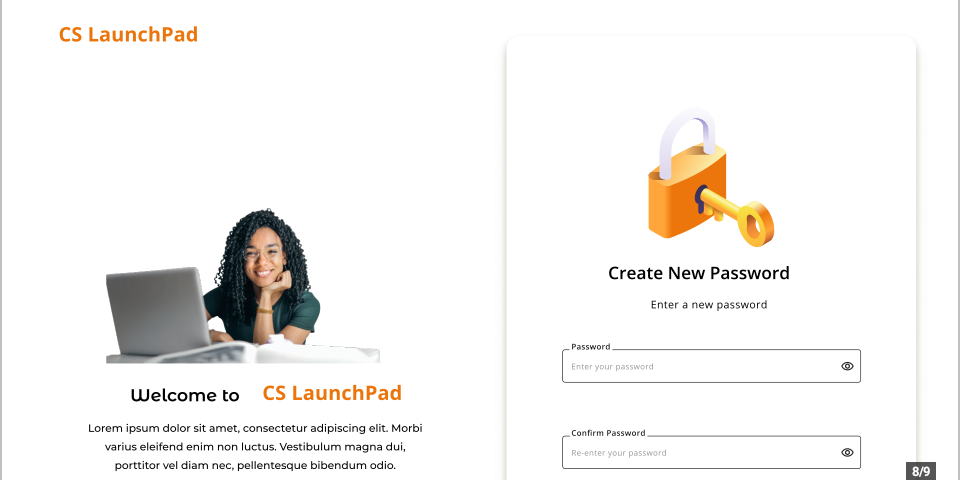 CS LaunchPad
Welcome to CS LaunchPad
Lorem ipsum dolor sit amet, consectetur adipiscing elit. Morbi
varius eleifend enim non luctus. Vestibulum magna dui,
porttitor vel diam nec, pellentesque bibendum odio.
Create New Password
Enter a new password
Password
Enter your password
Confirm Password
Re-enter your password
8/9